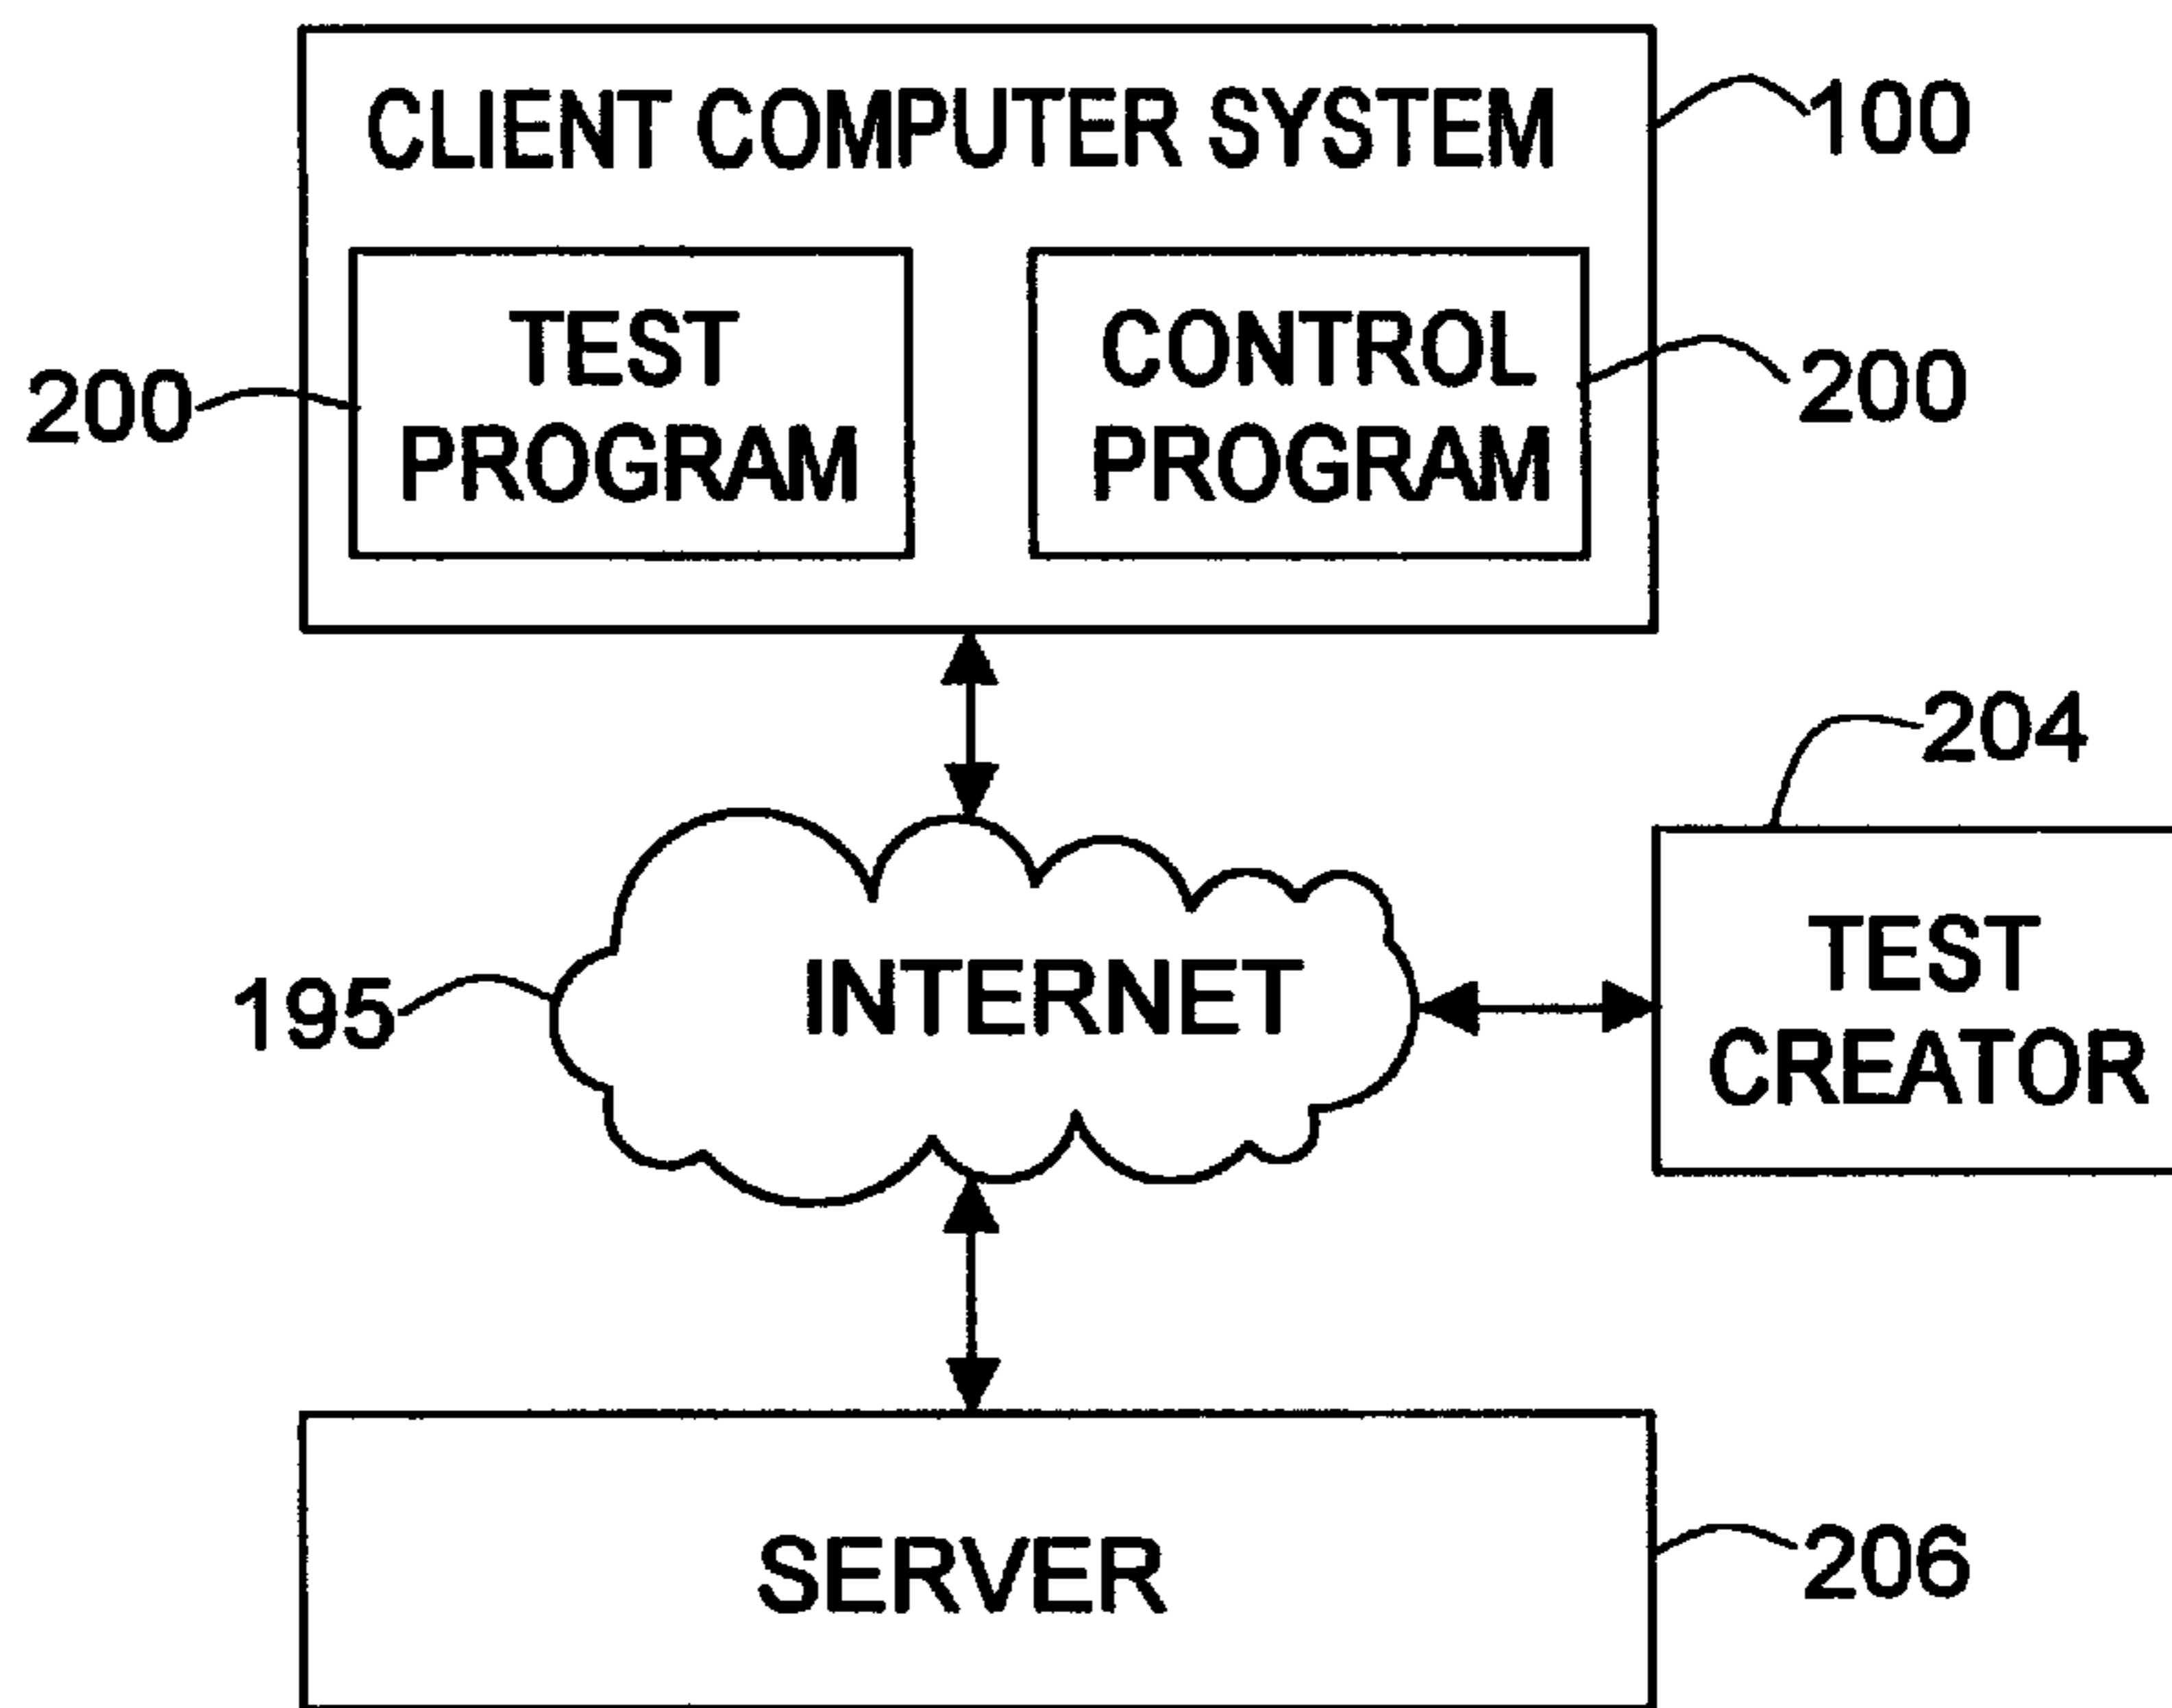 CLIENT COMPUTER SYSTEM
100
TEST
PROGRAM
200
CONTROL
PROGRAM
200
204
TEST
CREATOR
INTERNET
195
SERVER
206